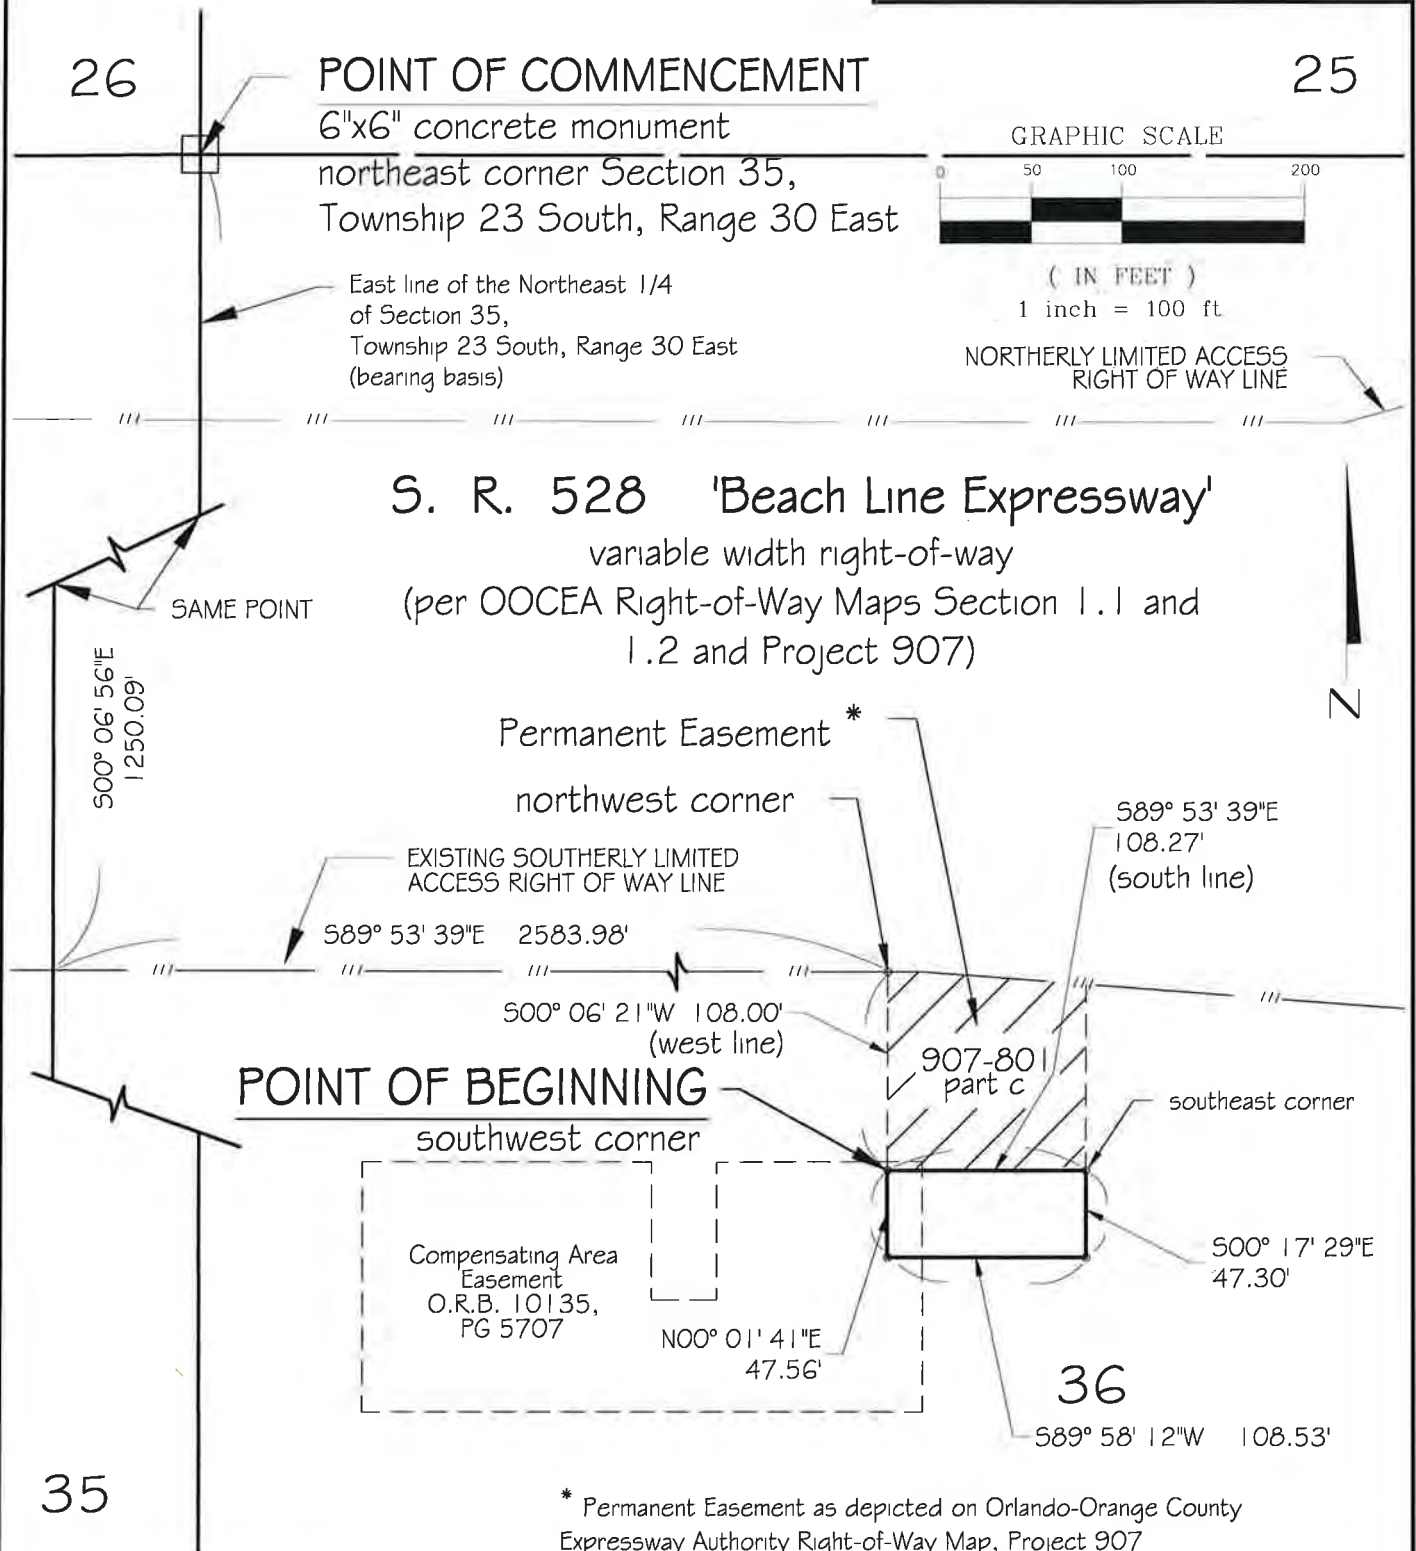 26
POINT OF COMMENCEMENT
25
6"x6" concrete monument
northeast corner Section 35,
Township 23 South, Range 30 East
GRAPHIC SCALE
0 50 100 200
( IN FEET )
1 inch = 100 ft
East line of the Northeast 1/4
of Section 35,
Township 23 South, Range 30 East
(bearing basis)
NORTHERLY LIMITED ACCESS
RIGHT OF WAY LINE
S. R. 528 'Beach Line Expressway'
variable width right-of-way
(per OOCEA Right-of-Way Maps Section 1.1 and
1.2 and Project 907)
SAME POINT
N
S00° 06' 56"E
1250.09'
Permanent Easement *
northwest corner
S89° 53' 39"E
108.27'
(south line)
EXISTING SOUTHERLY LIMITED
ACCESS RIGHT OF WAY LINE
S89° 53' 39"E 2583.98'
S00° 06' 21"W 108.00'
(west line)
907-801
part c
POINT OF BEGINNING
southwest corner
southeast corner
Compensating Area
Easement
O.R.B. 10135,
PG 5707
S00° 17' 29"E
47.30'
N00° 01' 41"E
47.56'
36
S89° 58' 12"W 108.53'
35
* Permanent Easement as depicted on Orlando-Orange County
Expressway Authority Right-of-Way Map, Project 907